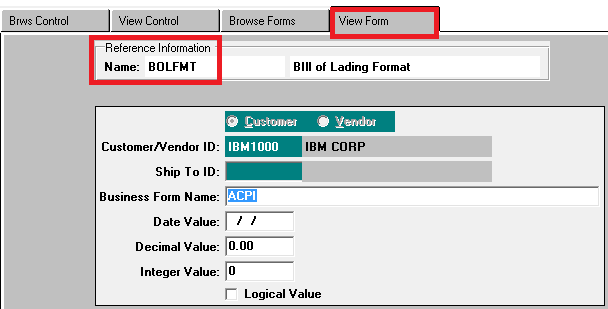 Brws Control View Control Browse Forms View Form
Reference Information
Name: BOLFMT Bill of Lading Format
Customer Vendor
Customer/Vendor ID: IBM1000 IBM CORP
Ship To ID:
Business Form Name: ACPI
Date Value: / /
Decimal Value: 0.00
Integer Value: 0
Logical Value